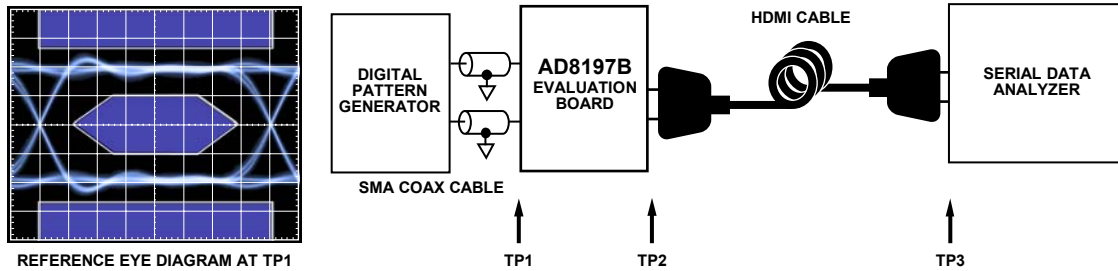 REFERENCE EYE DIAGRAM AT TP1
DIGITAL
PATTERN
GENERATOR
SMA COAX CABLE
AD8197B
EVALUATION
BOARD
HDMI CABLE
SERIAL DATA
ANALYZER
TP1
TP2
TP3